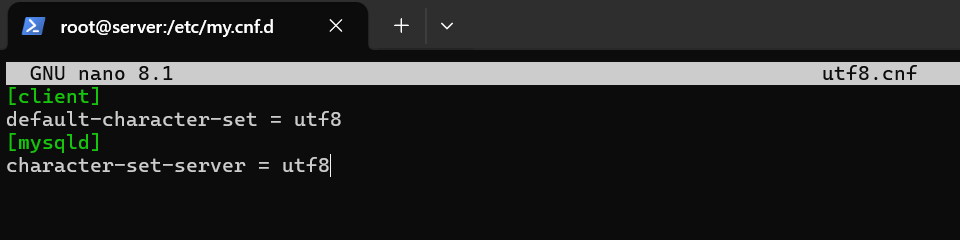 root@server:/etc/my.cnf.d
GNU nano 8.1 utf8.cnf
[client]
default-character-set = utf8
[mysqld]
character-set-server = utf8